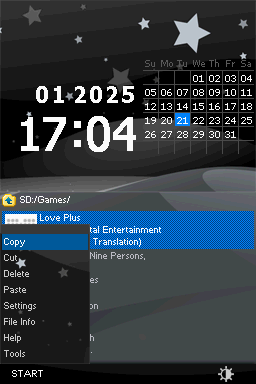 01·2025
17:04
Su Mo Tu We Th Fr Sa
01 02 03 04
05 06 07 08 09 10 11
12 13 14 15 16 17 18
19 20 21 22 23 24 25
26 27 28 29 30 31
SD:/Games/
Love Plus
tal Entertainment
Translation)
Nine Persons,
es
on
h
Copy
Cut
Delete
Paste
Settings
File Info
Help
Tools
START